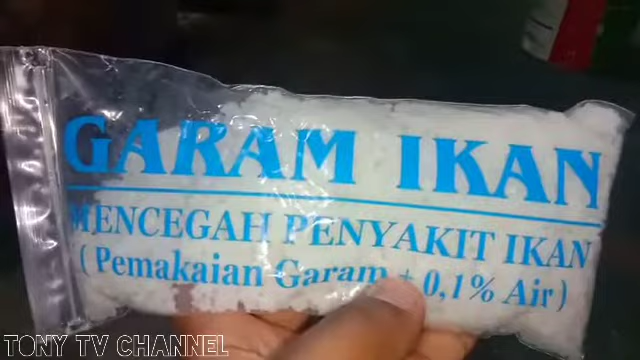 GARAM IKAN
MENCEGAH PENYAKIT IKAN
(Pemakaian Garam ± 0,1% Air)
TONY TV CHANNEL